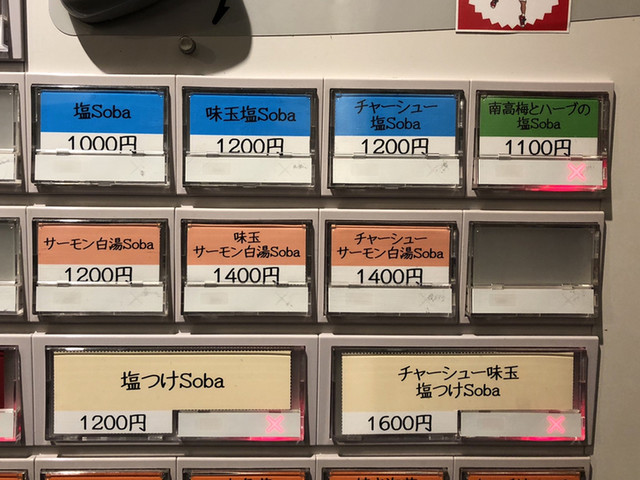 塩Soba
1000円
味玉塩Soba
1200円
チャーシュー
塩Soba
1200円
南高梅とハーブの
塩Soba
1100円
サーモン白湯Soba
1200円
味玉
サーモン白湯Soba
1400円
チャーシュー
サーモン白湯Soba
1400円
塩つけSoba
1200円
チャーシュー味玉
塩つけSoba
1600円